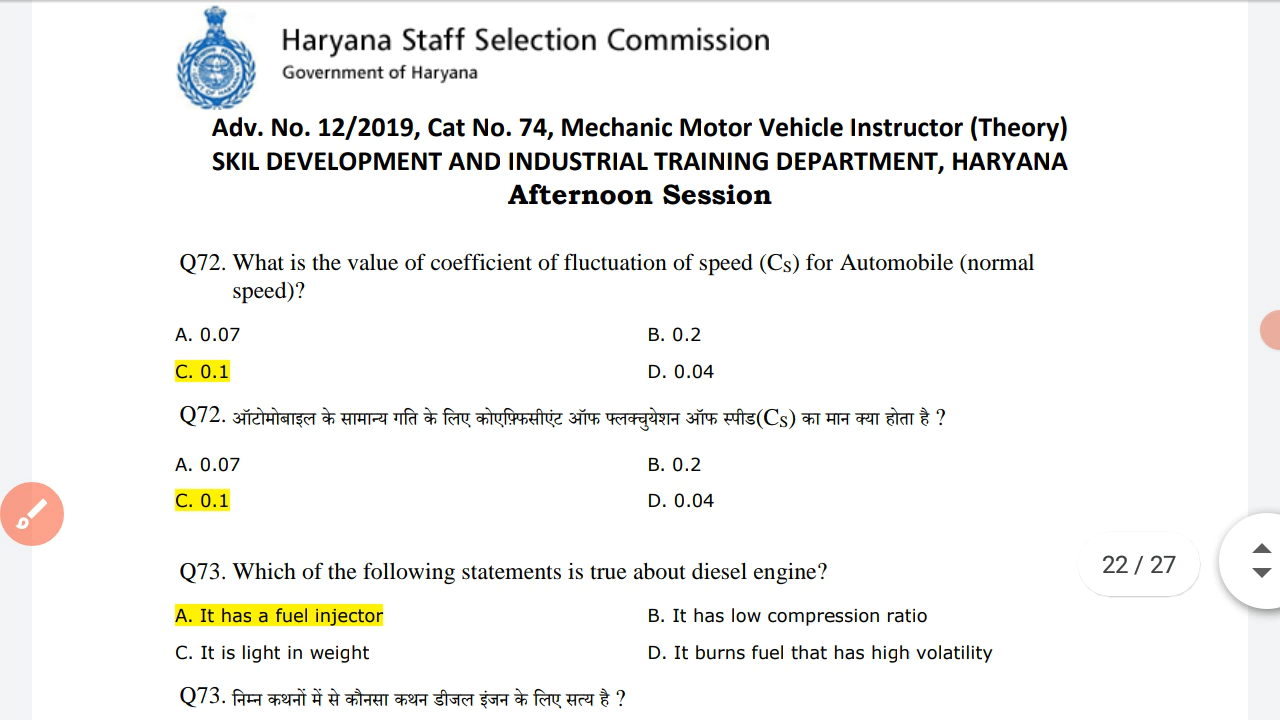 Haryana Staff Selection Commission
Government of Haryana
Adv. No. 12/2019, Cat No. 74, Mechanic Motor Vehicle Instructor (Theory)
SKIL DEVELOPMENT AND INDUSTRIAL TRAINING DEPARTMENT, HARYANA
Afternoon Session
Q72. What is the value of coefficient of fluctuation of speed (Cs) for Automobile (normal
speed)?
A. 0.07 B. 0.2
C. 0.1 D. 0.04
Q72. ऑटोमोबाइल के सामान्य गति के लिए कोएफ़्फ़िसीएंट ऑफ फ्लक्चुयेशन ऑफ स्पीड(Cs) का मान क्या होता है ?
A. 0.07 B. 0.2
C. 0.1 D. 0.04
Q73. Which of the following statements is true about diesel engine?
22 / 27
A. It has a fuel injector B. It has low compression ratio
C. It is light in weight D. It burns fuel that has high volatility
Q73. निम्न कथनों में से कौनसा कथन डीजल इंजन के लिए सत्य है ?